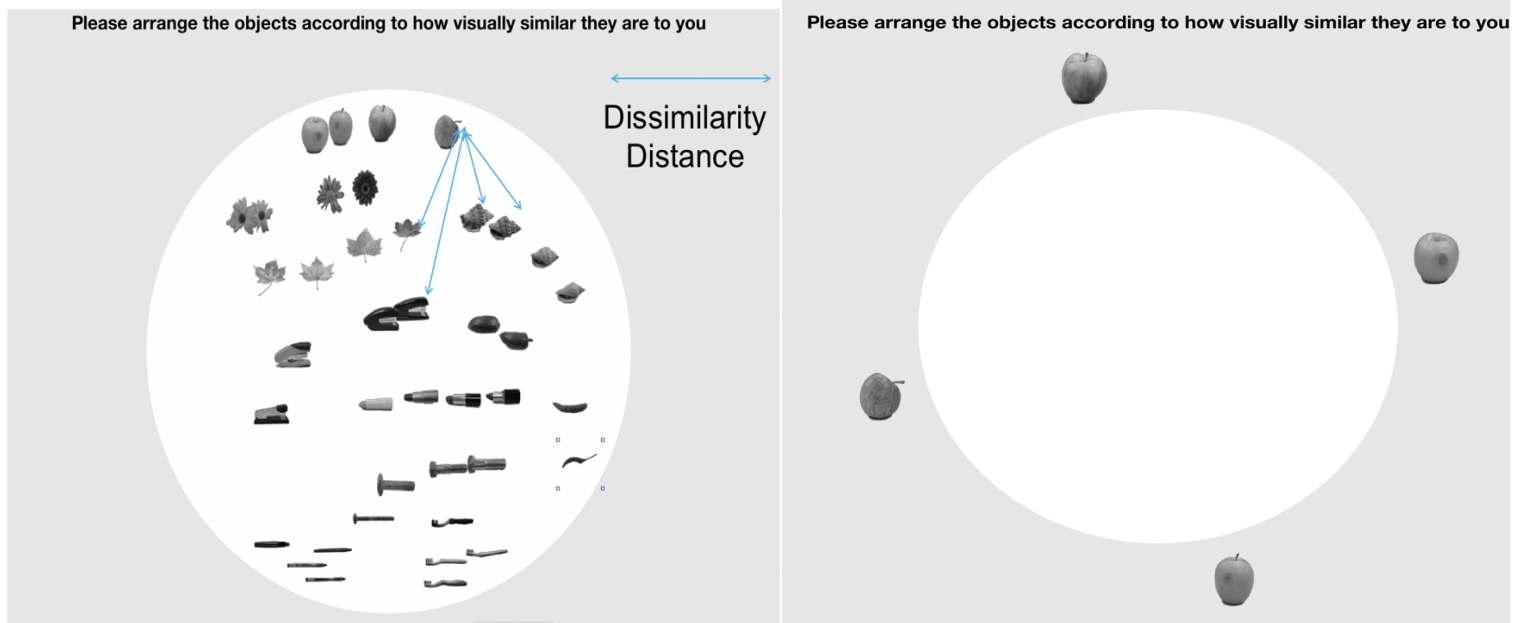 Please arrange the objects according to how visually similar they are to you
Dissimilarity
Distance
Please arrange the objects according to how visually similar they are to you